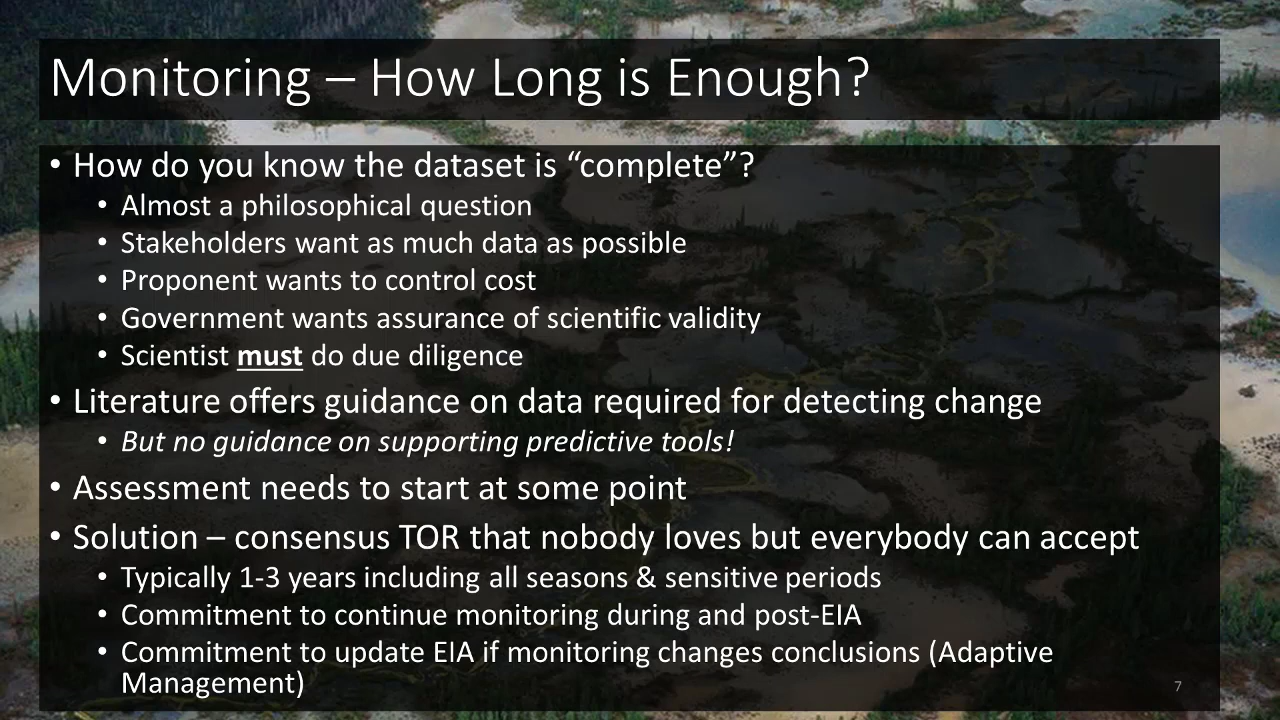 Monitoring – How Long is Enough?
• How do you know the dataset is “complete”?
• Almost a philosophical question
• Stakeholders want as much data as possible
• Proponent wants to control cost
• Government wants assurance of scientific validity
• Scientist must do due diligence
• Literature offers guidance on data required for detecting change
• But no guidance on supporting predictive tools!
• Assessment needs to start at some point
• Solution – consensus TOR that nobody loves but everybody can accept
• Typically 1-3 years including all seasons & sensitive periods
• Commitment to continue monitoring during and post-EIA
• Commitment to update EIA if monitoring changes conclusions (Adaptive
Management)
7